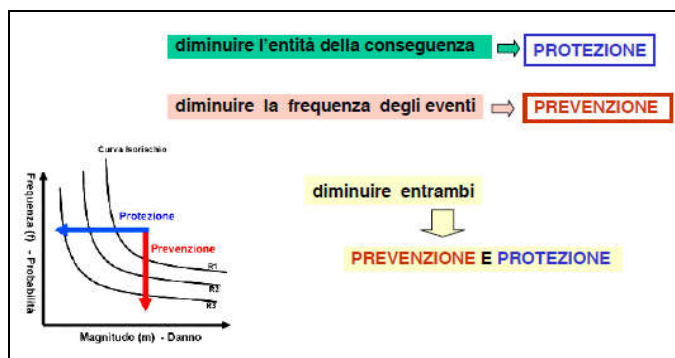 diminuire l'entità della conseguenza
PROTEZIONE
diminuire la frequenza degli eventi
PREVENZIONE
Curva Isorischio
Frequenza (f) - Probabilità
Protezione
Prevenzione
R1
R2
R3
Magnitudo (m) - Danno
diminuire entrambi
PREVENZIONE E PROTEZIONE